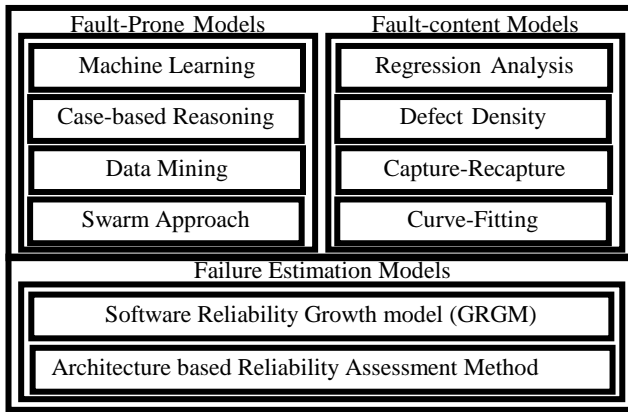 Fault-Prone Models
Machine Learning
Case-based Reasoning
Data Mining
Swarm Approach
Fault-content Models
Regression Analysis
Defect Density
Capture-Recapture
Curve-Fitting
Failure Estimation Models
Software Reliability Growth model (GRGM)
Architecture based Reliability Assessment Method